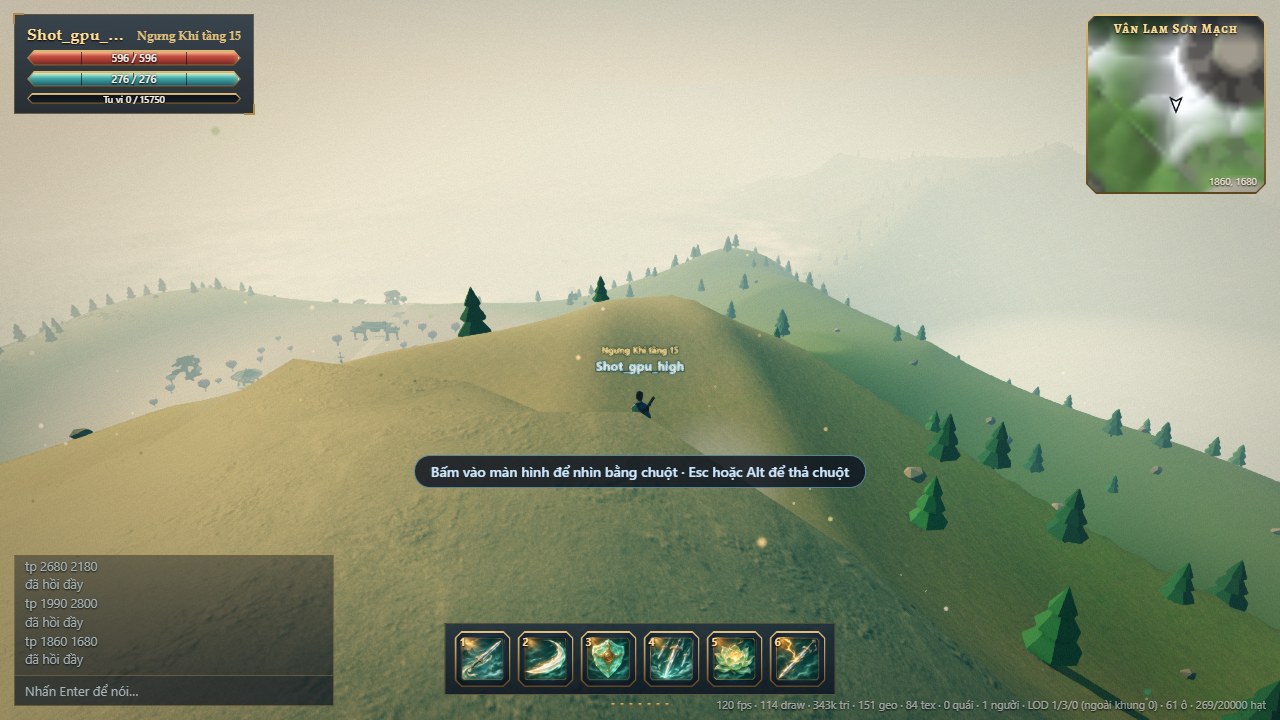 Shot_gpu_... Ngưng Khí tầng 15
596 / 596
276 / 276
Tu vi 0 / 15750
Vân Lam Sơn Mạch
1860, 1680
Ngưng Khí tầng 15
Shot_gpu_high
Bấm vào màn hình để nhìn bằng chuột · Esc hoặc Alt để thả chuột
tp 2680 2180
đã hồi đầy
tp 1990 2800
đã hồi đầy
tp 1860 1680
đã hồi đầy
Nhấn Enter để nói...
1 2 3 4 5 6
120 fps · 114 draw · 343k tri · 151 geo · 84 tex · 0 quái · 1 người · LOD 1/3/0 (ngoài khung 0) · 61 ô · 269/20000 hạt